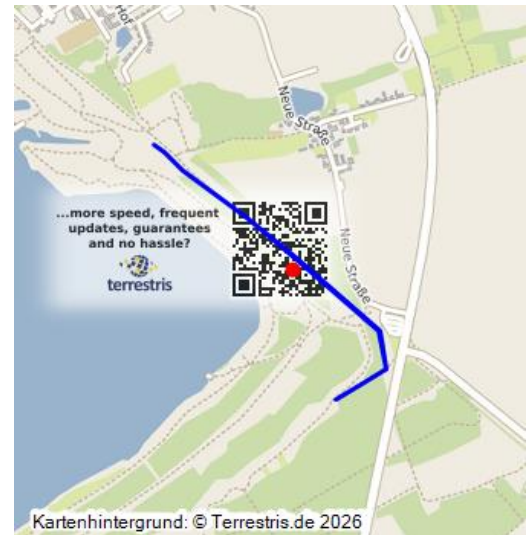 Hof
Neue Straße
...more speed, frequent
updates, guarantees
and no hassle?
terrestris
Neue Straße
Kartenhintergrund: © Terrestris.de 2026